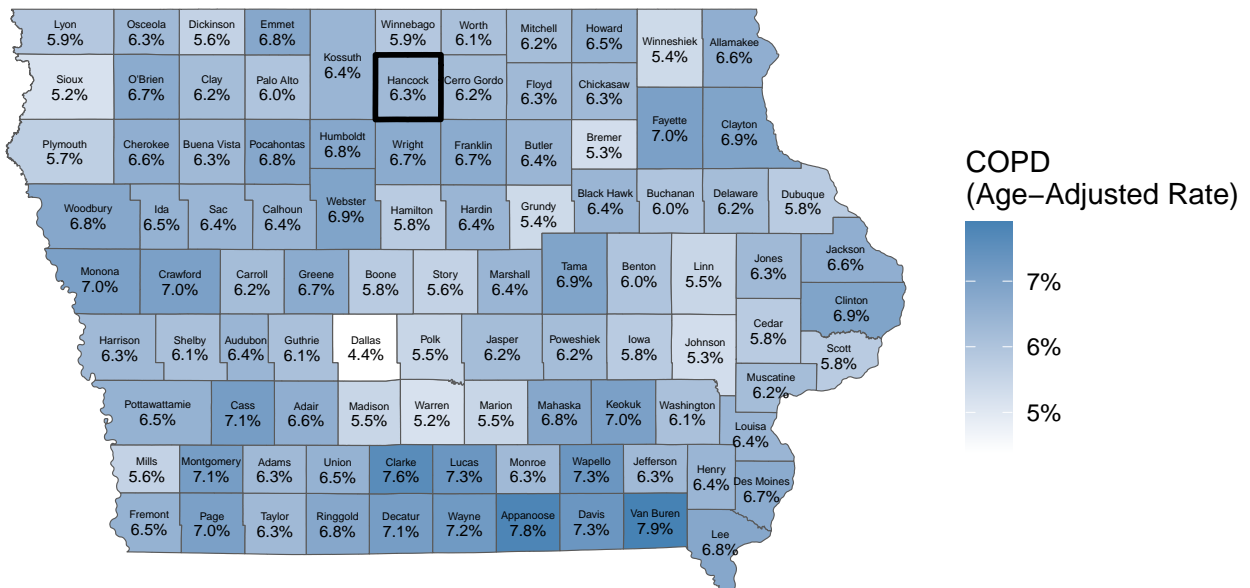 Lyon
5.9%
Osceola
6.3%
Dickinson
5.6%
Emmet
6.8%
Kossuth
6.4%
Winnebago
5.9%
Worth
6.1%
Mitchell
6.2%
Howard
6.5%
Winneshiek
5.4%
Allamakee
6.6%
Sioux
5.2%
O'Brien
6.7%
Clay
6.2%
Palo Alto
6.0%
Hancock
6.3%
Cerro Gordo
6.2%
Floyd
6.3%
Chickasaw
6.3%
Fayette
7.0%
Clayton
6.9%
Plymouth
5.7%
Cherokee
6.6%
Buena Vista
6.3%
Pocahontas
6.8%
Humboldt
6.8%
Wright
6.7%
Franklin
6.7%
Butler
6.4%
Bremer
5.3%
Woodbury
6.8%
Ida
6.5%
Sac
6.4%
Calhoun
6.4%
Webster
6.9%
Hamilton
5.8%
Hardin
6.4%
Grundy
5.4%
Black Hawk
6.4%
Buchanan
6.0%
Delaware
6.2%
Dubuque
5.8%
Monona
7.0%
Crawford
7.0%
Carroll
6.2%
Greene
6.7%
Boone
5.8%
Story
5.6%
Marshall
6.4%
Tama
6.9%
Benton
6.0%
Linn
5.5%
Jones
6.3%
Jackson
6.6%
Clinton
6.9%
Harrison
6.3%
Shelby
6.1%
Audubon
6.4%
Guthrie
6.1%
Dallas
4.4%
Polk
5.5%
Jasper
6.2%
Poweshiek
6.2%
Iowa
5.8%
Johnson
5.3%
Cedar
5.8%
Scott
5.8%
Muscatine
6.2%
Pottawattamie
6.5%
Cass
7.1%
Adair
6.6%
Madison
5.5%
Warren
5.2%
Marion
5.5%
Mahaska
6.8%
Keokuk
7.0%
Washington
6.1%
Louisa
6.4%
Mills
5.6%
Montgomery
7.1%
Adams
6.3%
Union
6.5%
Clarke
7.6%
Lucas
7.3%
Monroe
6.3%
Wapello
7.3%
Jefferson
6.3%
Henry
6.4%
Des Moines
6.7%
Fremont
6.5%
Page
7.0%
Taylor
6.3%
Ringgold
6.8%
Decatur
7.1%
Wayne
7.2%
Appanoose
7.8%
Davis
7.3%
Van Buren
7.9%
Lee
6.8%
COPD
(Age−Adjusted Rate)
7%
6%
5%